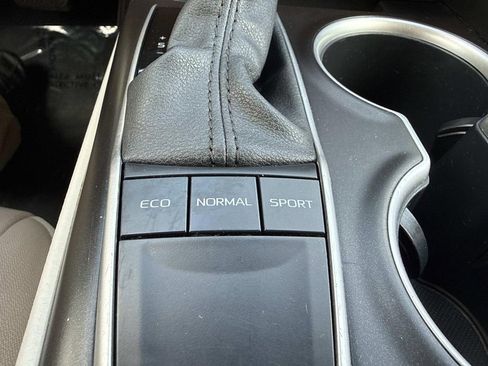 S +
ECO NORMAL SPORT